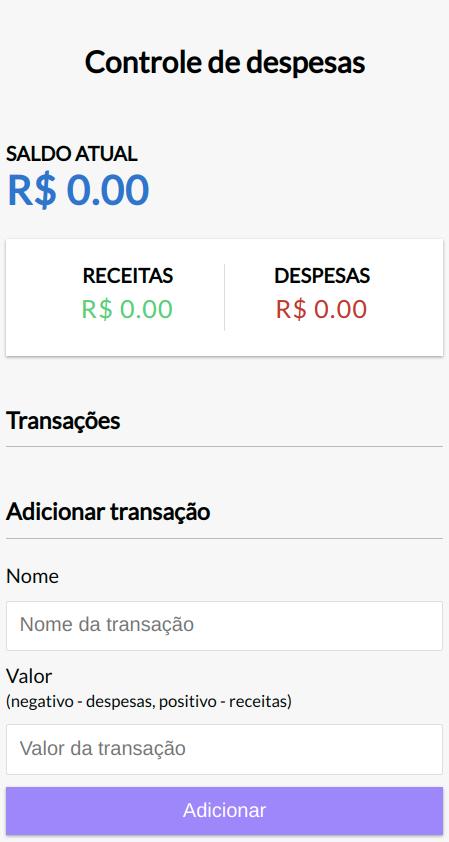 Controle de despesas
SALDO ATUAL
R$ 0.00
RECEITAS
R$ 0.00
DESPESAS
R$ 0.00
Transações
Adicionar transação
Nome
Nome da transação
Valor
(negativo - despesas, positivo - receitas)
Valor da transação
Adicionar